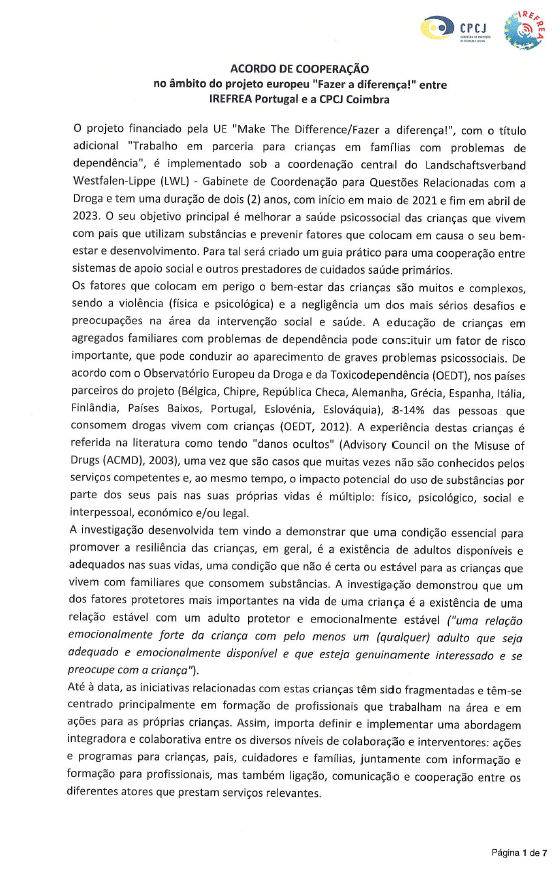 CPCJ
IREFREA
ACORDO DE COOPERAÇÃO
no âmbito do projeto europeu "Fazer a diferença!" entre
IREFREA Portugal e a CPCJ Coimbra
O projeto financiado pela UE "Make The Difference/Fazer a diferença!", com o título
adicional "Trabalho em parceria para crianças em famílias com problemas de
dependência", é implementado sob a coordenação central do Landschaftsverband
Westfalen-Lippe (LWL) - Gabinete de Coordenação para Questões Relacionadas com a
Droga e tem uma duração de dois (2) anos, com início em maio de 2021 e fim em abril de
2023. O seu objetivo principal é melhorar a saúde psicossocial das crianças que vivem
com pais que utilizam substâncias e prevenir fatores que colocam em causa o seu bem-
estar e desenvolvimento. Para tal será criado um guia prático para uma cooperação entre
sistemas de apoio social e outros prestadores de cuidados saúde primários.
Os fatores que colocam em perigo o bem-estar das crianças são muitos e complexos,
sendo a violência (física e psicológica) e a negligência um dos mais sérios desafios e
preocupações na área da intervenção social e saúde. A educação de crianças em
agregados familiares com problemas de dependência pode constituir um fator de risco
importante, que pode conduzir ao aparecimento de graves problemas psicossociais. De
acordo com o Observatório Europeu da Droga e da Toxicodependência (OEDT), nos países
parceiros do projeto (Bélgica, Chipre, República Checa, Alemanha, Grécia, Espanha, Itália,
Finlândia, Países Baixos, Portugal, Eslovénia, Eslováquia), 8-14% das pessoas que
consomem drogas vivem com crianças (OEDT, 2012). A experiência destas crianças é
referida na literatura como tendo "danos ocultos" (Advisory Council on the Misuse of
Drugs (ACMD), 2003), uma vez que são casos que muitas vezes não são conhecidos pelos
serviços competentes e, ao mesmo tempo, o impacto potencial do uso de substâncias por
parte dos seus pais nas suas próprias vidas é múltiplo: físico, psicológico, social e
interpessoal, económico e/ou legal.
A investigação desenvolvida tem vindo a demonstrar que uma condição essencial para
promover a resiliência das crianças, em geral, é a existência de adultos disponíveis e
adequados nas suas vidas, uma condição que não é certa ou estável para as crianças que
vivem com familiares que consomem substâncias. A investigação demonstrou que um
dos fatores protetores mais importantes na vida de uma criança é a existência de uma
relação estável com um adulto protetor e emocionalmente estável ("uma relação
emocionalmente forte da criança com pelo menos um (qualquer) adulto que seja
adequado e emocionalmente disponível e que esteja genuinamente interessado e se
preocupe com a criança").
Até à data, as iniciativas relacionadas com estas crianças têm sido fragmentadas e têm-se
centrado principalmente em formação de profissionais que trabalham na área e em
ações para as próprias crianças. Assim, importa definir e implementar uma abordagem
integradora e colaborativa entre os diversos níveis de colaboração e interventores: ações
e programas para crianças, pais, cuidadores e famílias, juntamente com informação e
formação para profissionais, mas também ligação, comunicação e cooperação entre os
diferentes atores que prestam serviços relevantes.
Página 1 de 7